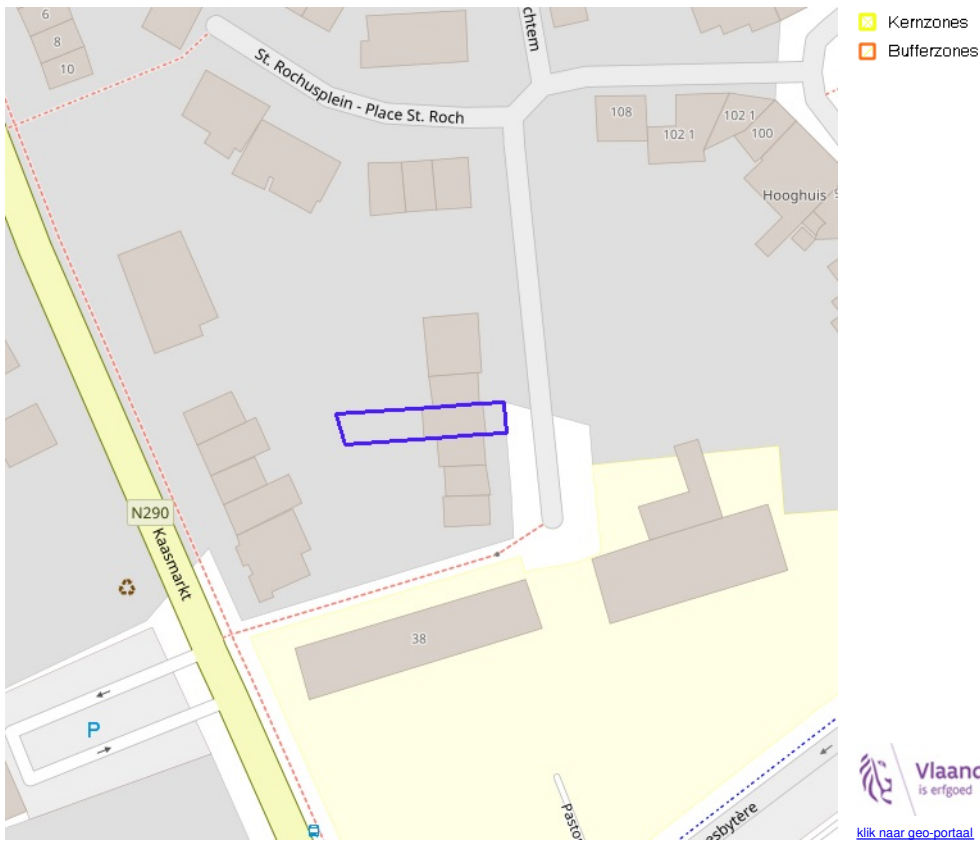 6
8
10
St. Rochusplein - Place St. Roch
chtem
108
102 1
102 1
100
Hooghuis
N290
Kaasmarkt
38
P
Pasto
esbytère
Kernzones
Bufferzones
Vlaand
is erfgoed
klik naar geo-portaal